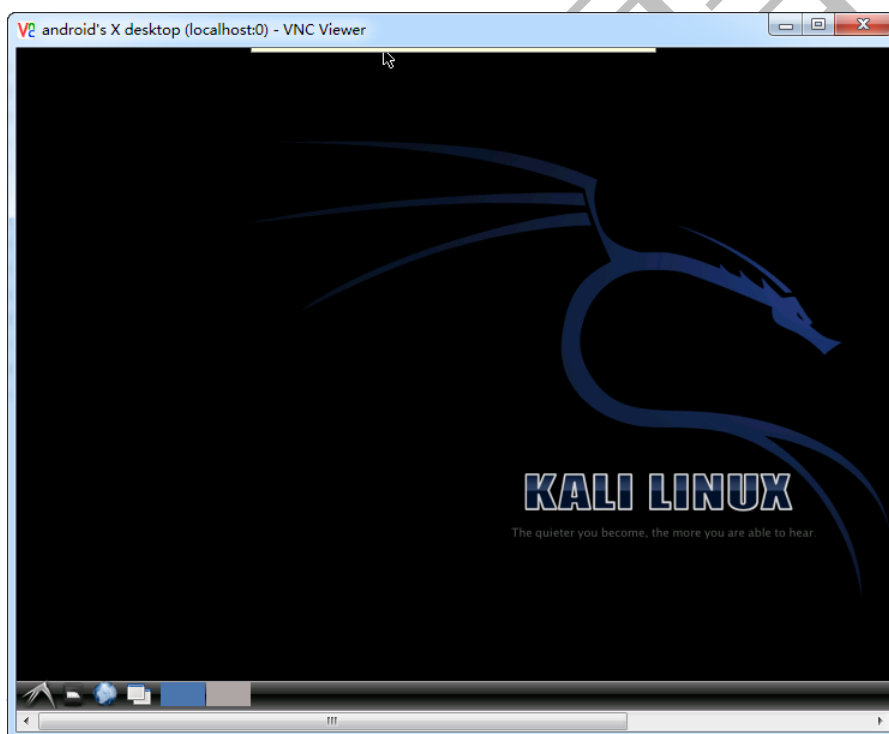 android's X desktop (localhost:0) - VNC Viewer
KALI LINUX
The quieter you become, the more you are able to hear.